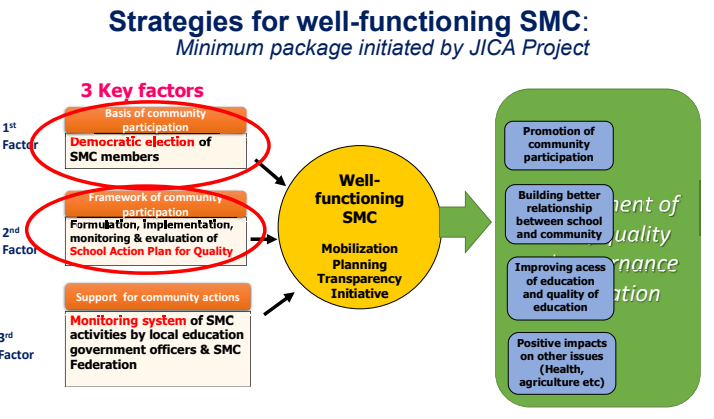 Strategies for well-functioning SMC:
Minimum package initiated by JICA Project
3 Key factors
1st
Factor
Basis of community
participation
Democratic election of
SMC members
2nd
Factor
Framework of community
participation
Formulation, implementation,
monitoring & evaluation of
School Action Plan for Quality
3rd
Factor
Support for community actions
Monitoring system of SMC
activities by local education
government officers & SMC
Federation
Well-
functioning
SMC
Mobilization
Planning
Transparency
Initiative
Promotion of
community
participation
Building better
relationship
between school
and community
Improving acess
of education
and quality of
education
Positive impacts
on other issues
(Health,
agriculture etc)
of